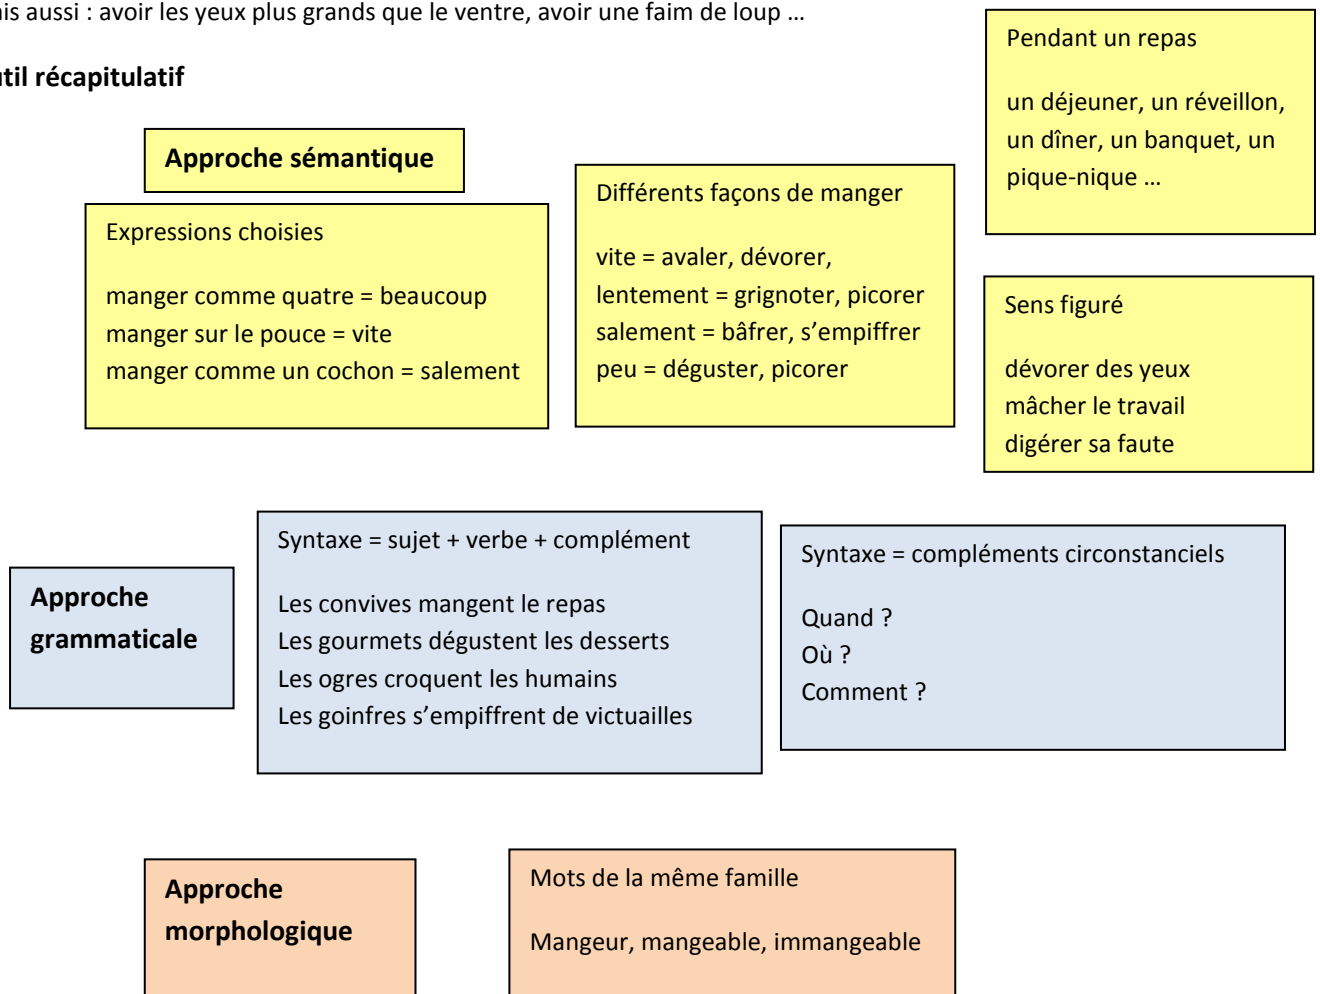 is aussi : avoir les yeux plus grands que le ventre, avoir une faim de loup …
til récapitulatif
Approche sémantique
Expressions choisies
manger comme quatre = beaucoup
manger sur le pouce = vite
manger comme un cochon = salement
Différents façons de manger
vite = avaler, dévorer,
lentement = grignoter, picorer
salement = bâfrer, s’empiffrer
peu = déguster, picorer
Pendant un repas
un déjeuner, un réveillon,
un dîner, un banquet, un
pique-nique …
Sens figuré
dévorer des yeux
mâcher le travail
digérer sa faute
Approche
grammaticale
Syntaxe = sujet + verbe + complément
Les convives mangent le repas
Les gourmets dégustent les desserts
Les ogres croquent les humains
Les goinfres s’empiffrent de victuailles
Syntaxe = compléments circonstanciels
Quand ?
Où ?
Comment ?
Approche
morphologique
Mots de la même famille
Mangeur, mangeable, immangeable